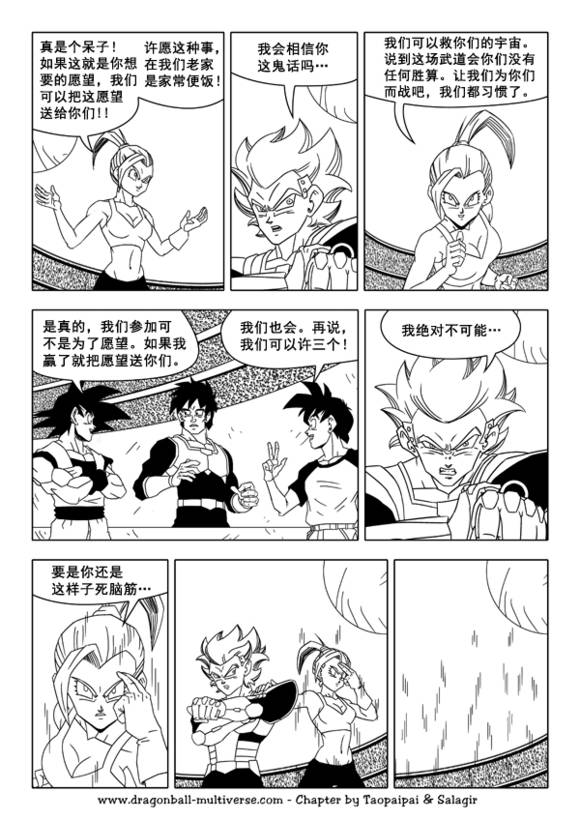 真是个呆子！
如果这就是你想
要的愿望，我们
可以把这愿望
送给你们！！
许愿这种事，
在我们老家
是家常便饭！
我会相信你
这鬼话吗…
我们可以救你们的宇宙。
说到这场武道会你们没有
任何胜算。让我们为你们
而战吧，我们都习惯了。
是真的，我们参加可
不是为了愿望。如果我
赢了就把愿望送你们。
我们也会。再说，
我们可以许三个！
我绝对不可能…
要是你还是
这样子死脑筋…
www.dragonball-multiverse.com - Chapter by Taopaipai & Salagir